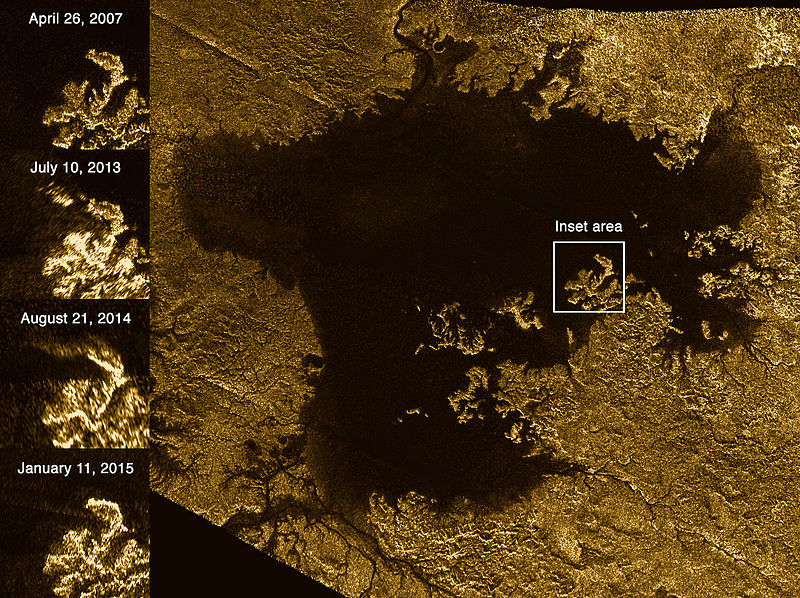 April 26, 2007
July 10, 2013
August 21, 2014
January 11, 2015
Inset area